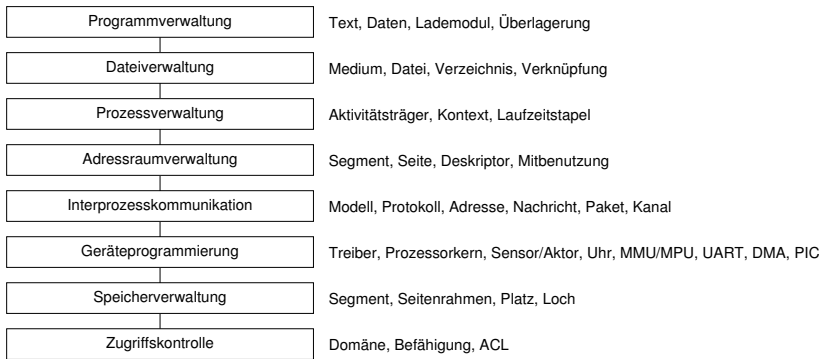 Programmverwaltung Text, Daten, Lademodul, Überlagerung
Dateiverwaltung Medium, Datei, Verzeichnis, Verknüpfung
Prozessverwaltung Aktivitätsträger, Kontext, Laufzeitstapel
Adressraumverwaltung Segment, Seite, Deskriptor, Mitbenutzung
Interprozesskommunikation Modell, Protokoll, Adresse, Nachricht, Paket, Kanal
Geräteprogrammierung Treiber, Prozessorkern, Sensor/Aktor, Uhr, MMU/MPU, UART, DMA, PIC
Speicherverwaltung Segment, Seitenrahmen, Platz, Loch
Zugriffskontrolle Domäne, Befähigung, ACL